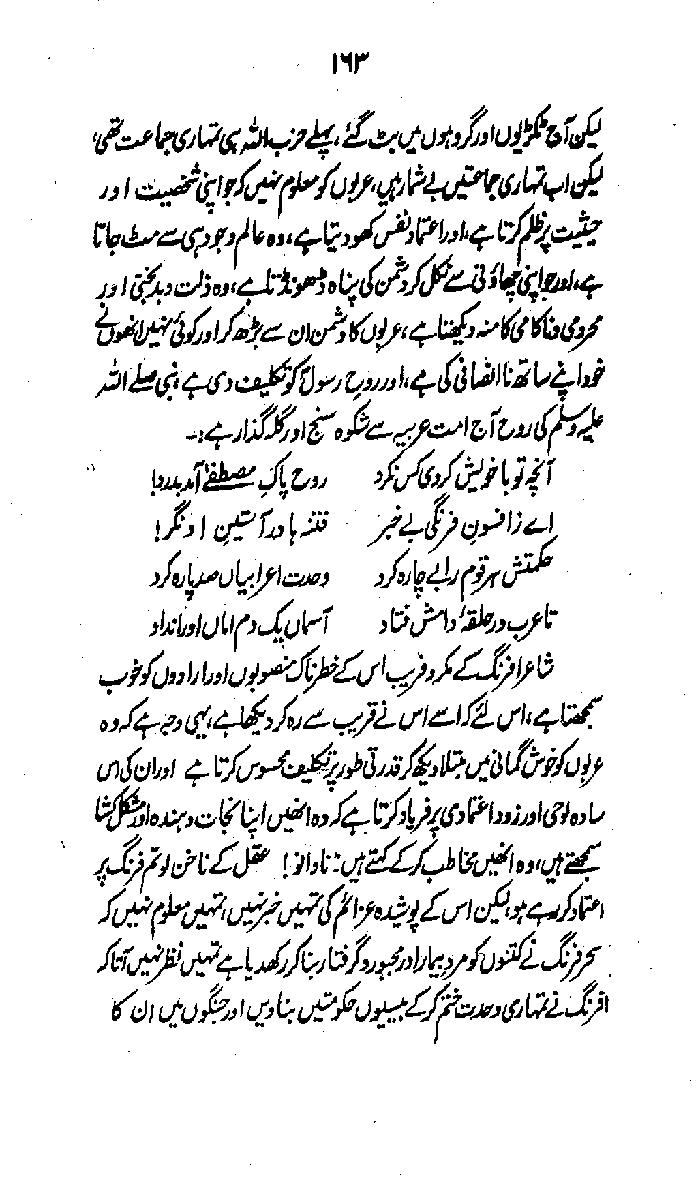 ۱۶۳
لیکن آج ٹکڑیوں اور گروہوں میں بٹ گئے، پہلے حزب اللہ ہی تمہاری جماعت تھی،
لیکن اب تمہاری جماعتیں بے شمار ہیں، عربوں کو معلوم نہیں کہ جو اپنی شخصیت اور
حیثیت پر ظلم کرتا ہے، اور اعتماد نفس کھو دیتا ہے، وہ عالم وجود ہی سے مٹ جاتا
ہے، اور جو اپنی چھاؤنی سے نکل کر دشمن کی پناہ ڈھونڈتا ہے، وہ ذلت و بدبختی اور
محرومی و ناکامی کا منہ دیکھتا ہے، عربوں کا دشمن ان سے بڑھ کر اور کوئی نہیں انھوں نے
خود اپنے ساتھ نا انصافی کی ہے، اور روح رسولؐ کو تکلیف دی ہے، نبی صلے اللہ
علیہ وسلم کی روح آج امت عربیہ سے شکوہ سنج اور گلہ گذار ہے:۔
آنچہ تو با خویش کردی کس نکرد روح پاکِ مصطفےٰ آمد بدرد!
اے ز افسونِ فرنگی بے خبر فتنہ ہا در آستینِ او نگر!
حکمتش ہر قوم را بے چارہ کرد وحدت اعرابیاں صد پارہ کرد
تا عرب در حلقۂ دامش فتاد آسماں یک دم اماں اورا نداد
شاعر افرنگ کے مکر و فریب اس کے خطرناک منصوبوں اور ارادوں کو خوب
سمجھتا ہے، اس لئے کہ اسے اس نے قریب سے رہ کر دیکھا ہے، یہی وجہ ہے کہ وہ
عربوں کو خوش گمانی میں مبتلا دیکھ کر قدرتی طور پر تکلیف محسوس کرتا ہے اور ان کی اس
سادہ لوحی اور زود اعتمادی پر فریاد کرتا ہے کہ وہ انھیں اپنا نجات دہندہ اور مشکل کشا
سمجھتے ہیں، وہ انھیں مخاطب کر کے کہتے ہیں:۔ نادانو! عقل کے ناخن لو تم فرنگ پر
اعتماد کر رہے ہو، لیکن اس کے پوشیدہ عزائم کی تمہیں خبر نہیں، تمہیں معلوم نہیں کہ
سحر فرنگ نے کتنوں کو مرد بیمار اور مجبور و گرفتار بنا کر رکھدیا ہے تمہیں نظر نہیں آتا کہ
افرنگ نے تمہاری وحدت ختم کر کے بیسیوں حکومتیں بنا دیں اور جنگوں میں ان کا